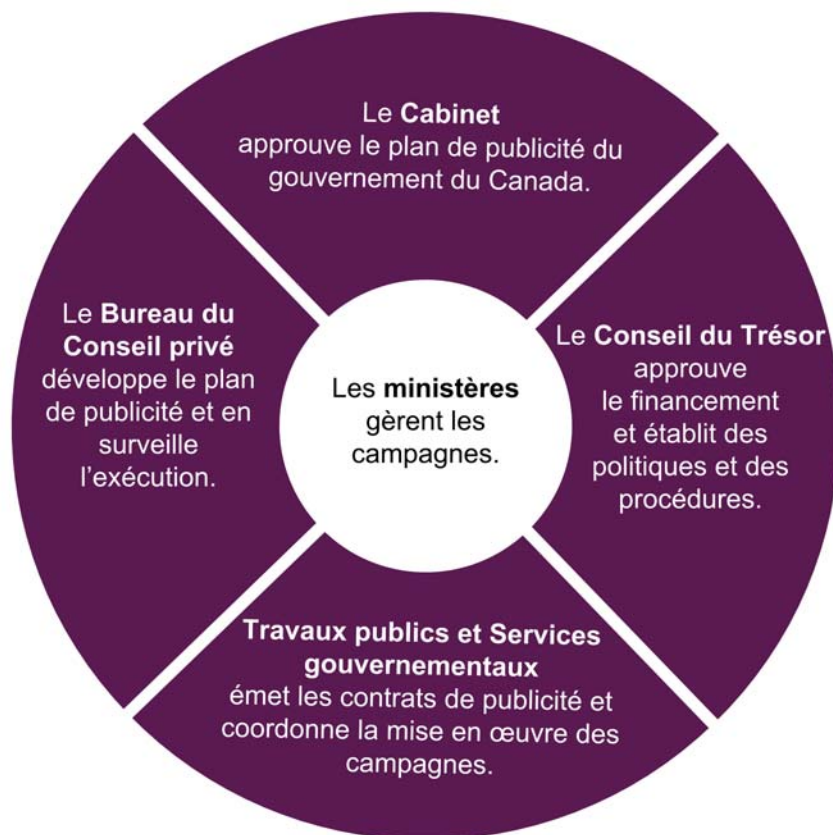 Le Cabinet
approuve le plan de publicité du
gouvernement du Canada.
Le Bureau du
Conseil privé
développe le plan
de publicité et en
surveille
l'exécution.
Les ministères
gèrent les
campagnes.
Le Conseil du Trésor
approuve
le financement
et établit des
politiques et des
procédures.
Travaux publics et Services
gouvernementaux
émet les contrats de publicité et
coordonne la mise en œuvre des
campagnes.